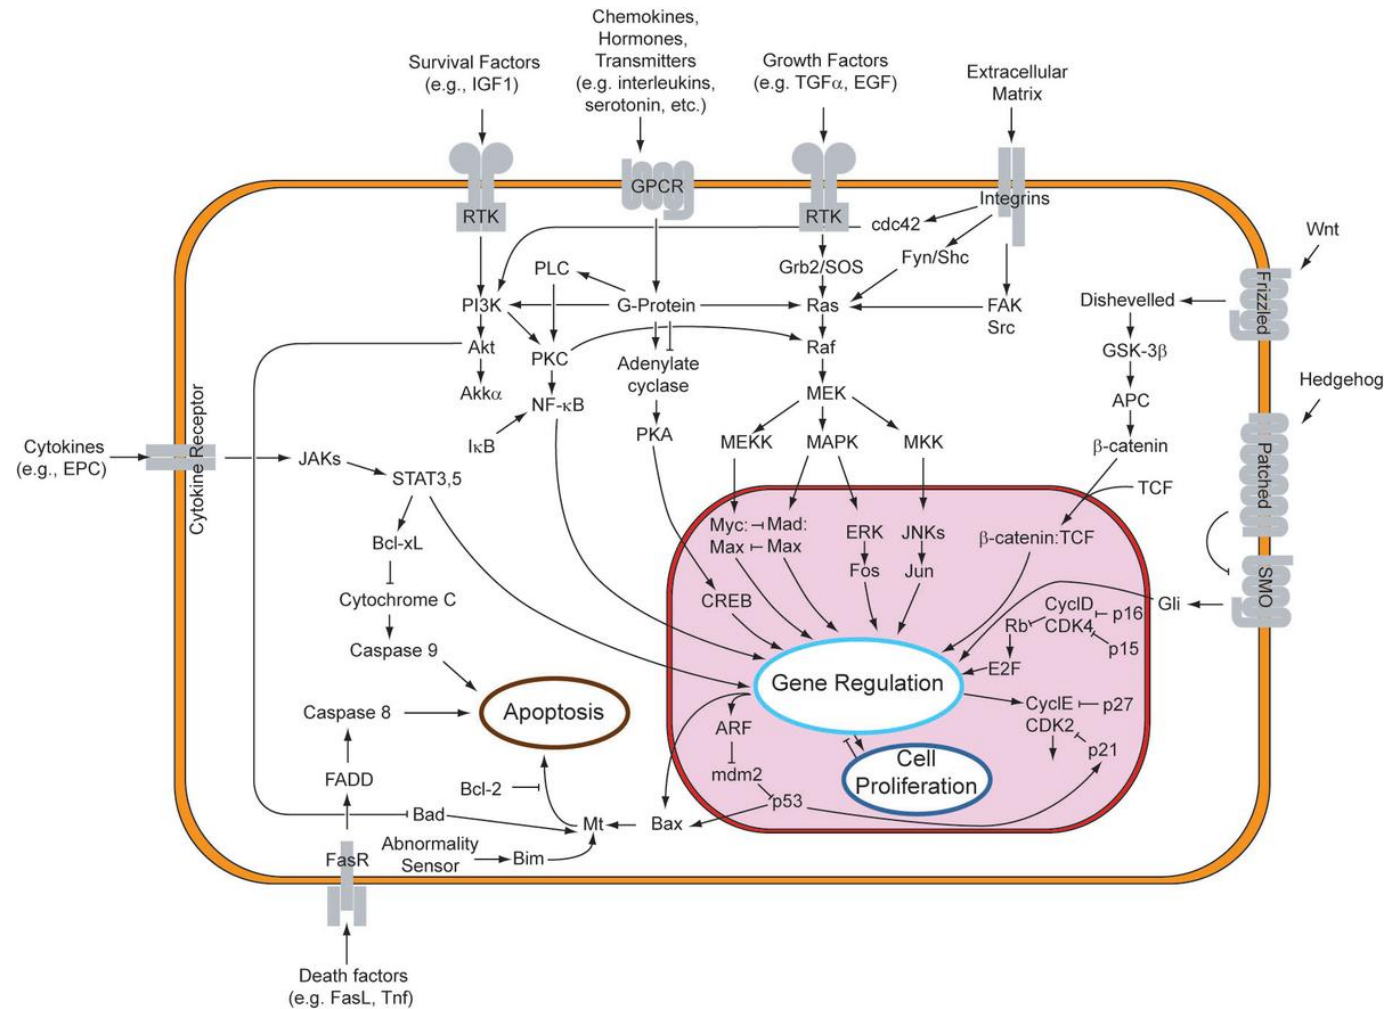 Chemokines,
Hormones,
Transmitters
(e.g. interleukins,
serotonin, etc.)
Survival Factors
(e.g., IGF1)
Growth Factors
(e.g. TGFα, EGF)
Extracellular
Matrix
GPCR
RTK
RTK
Integrins
cdc42
Fyn/Shc
Grb2/SOS
Wnt
Frizzled
PLC
PI3K
G-Protein
Ras
FAK
Src
Dishevelled
Akt
PKC
Adenylate
cyclase
Raf
GSK-3β
Akkα
NF-κB
MEK
APC
Hedgehog
IκB
PKA
MEKK
MAPK
MKK
β-catenin
Patched
Cytokines
(e.g., EPC)
Cytokine Receptor
JAKs
STAT3,5
TCF
Myc:
Mad:
Max
Max
ERK
JNKs
β-catenin:TCF
Bcl-xL
Fos
Jun
SMO
Cytochrome C
CREB
Gli
CyclD
CDK4
p16
Rb
p15
Caspase 9
E2F
Gene Regulation
Caspase 8
Apoptosis
CyclE
CDK2
p27
ARF
p21
mdm2
Cell
Proliferation
FADD
Bcl-2
p53
Bad
Mt
Bax
Abnormality
Sensor
Bim
FasR
Death factors
(e.g. FasL, Tnf)